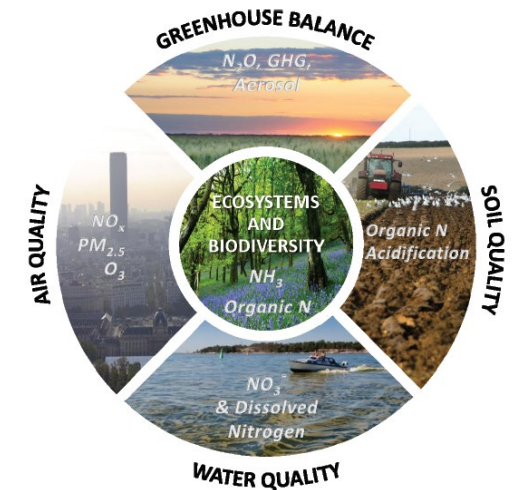 GREENHOUSE BALANCE
N₂O, GHG,
Aerosol
AIR QUALITY
NOₓ
PM₂.₅
O₃
ECOSYSTEMS
AND
BIODIVERSITY
NH₃
Organic N
Organic N
Acidification
SOIL QUALITY
NO₃⁻
& Dissolved
Nitrogen
WATER QUALITY